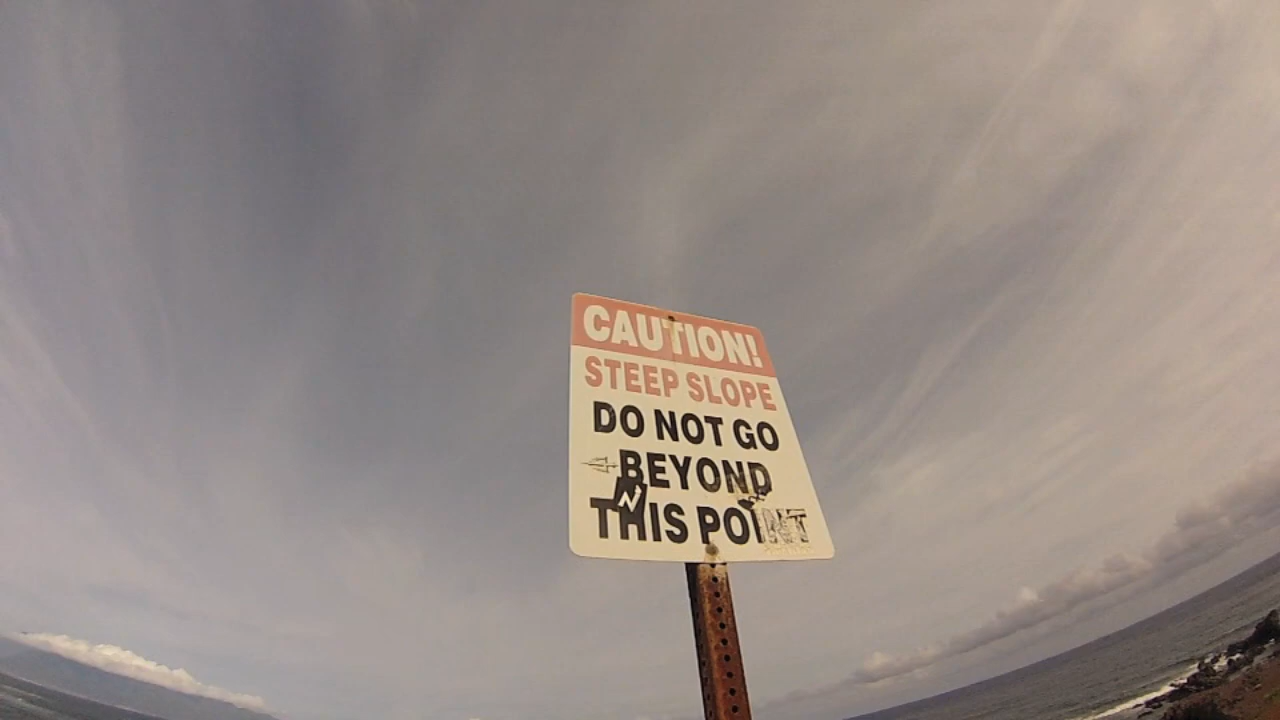 CAUTION!
STEEP SLOPE
DO NOT GO
BEYOND
THIS POINT